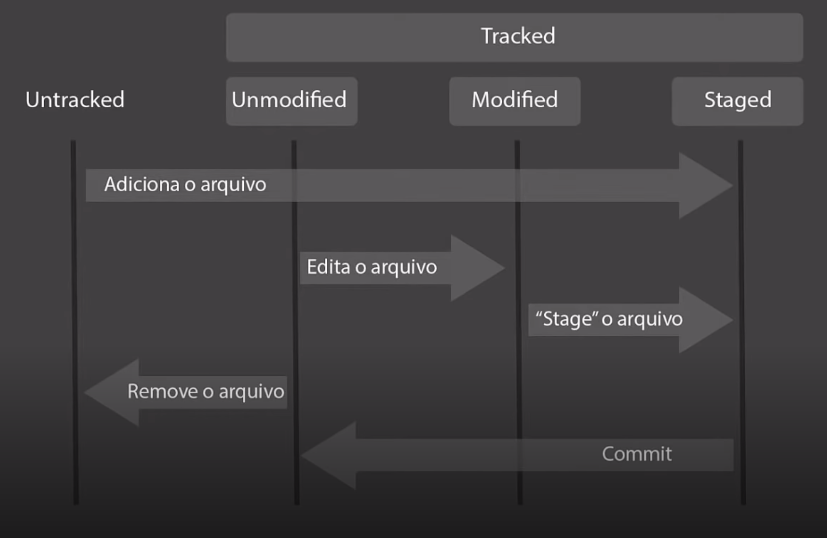 Tracked
Untracked
Unmodified
Modified
Staged
Adiciona o arquivo
Edita o arquivo
“Stage” o arquivo
Remove o arquivo
Commit